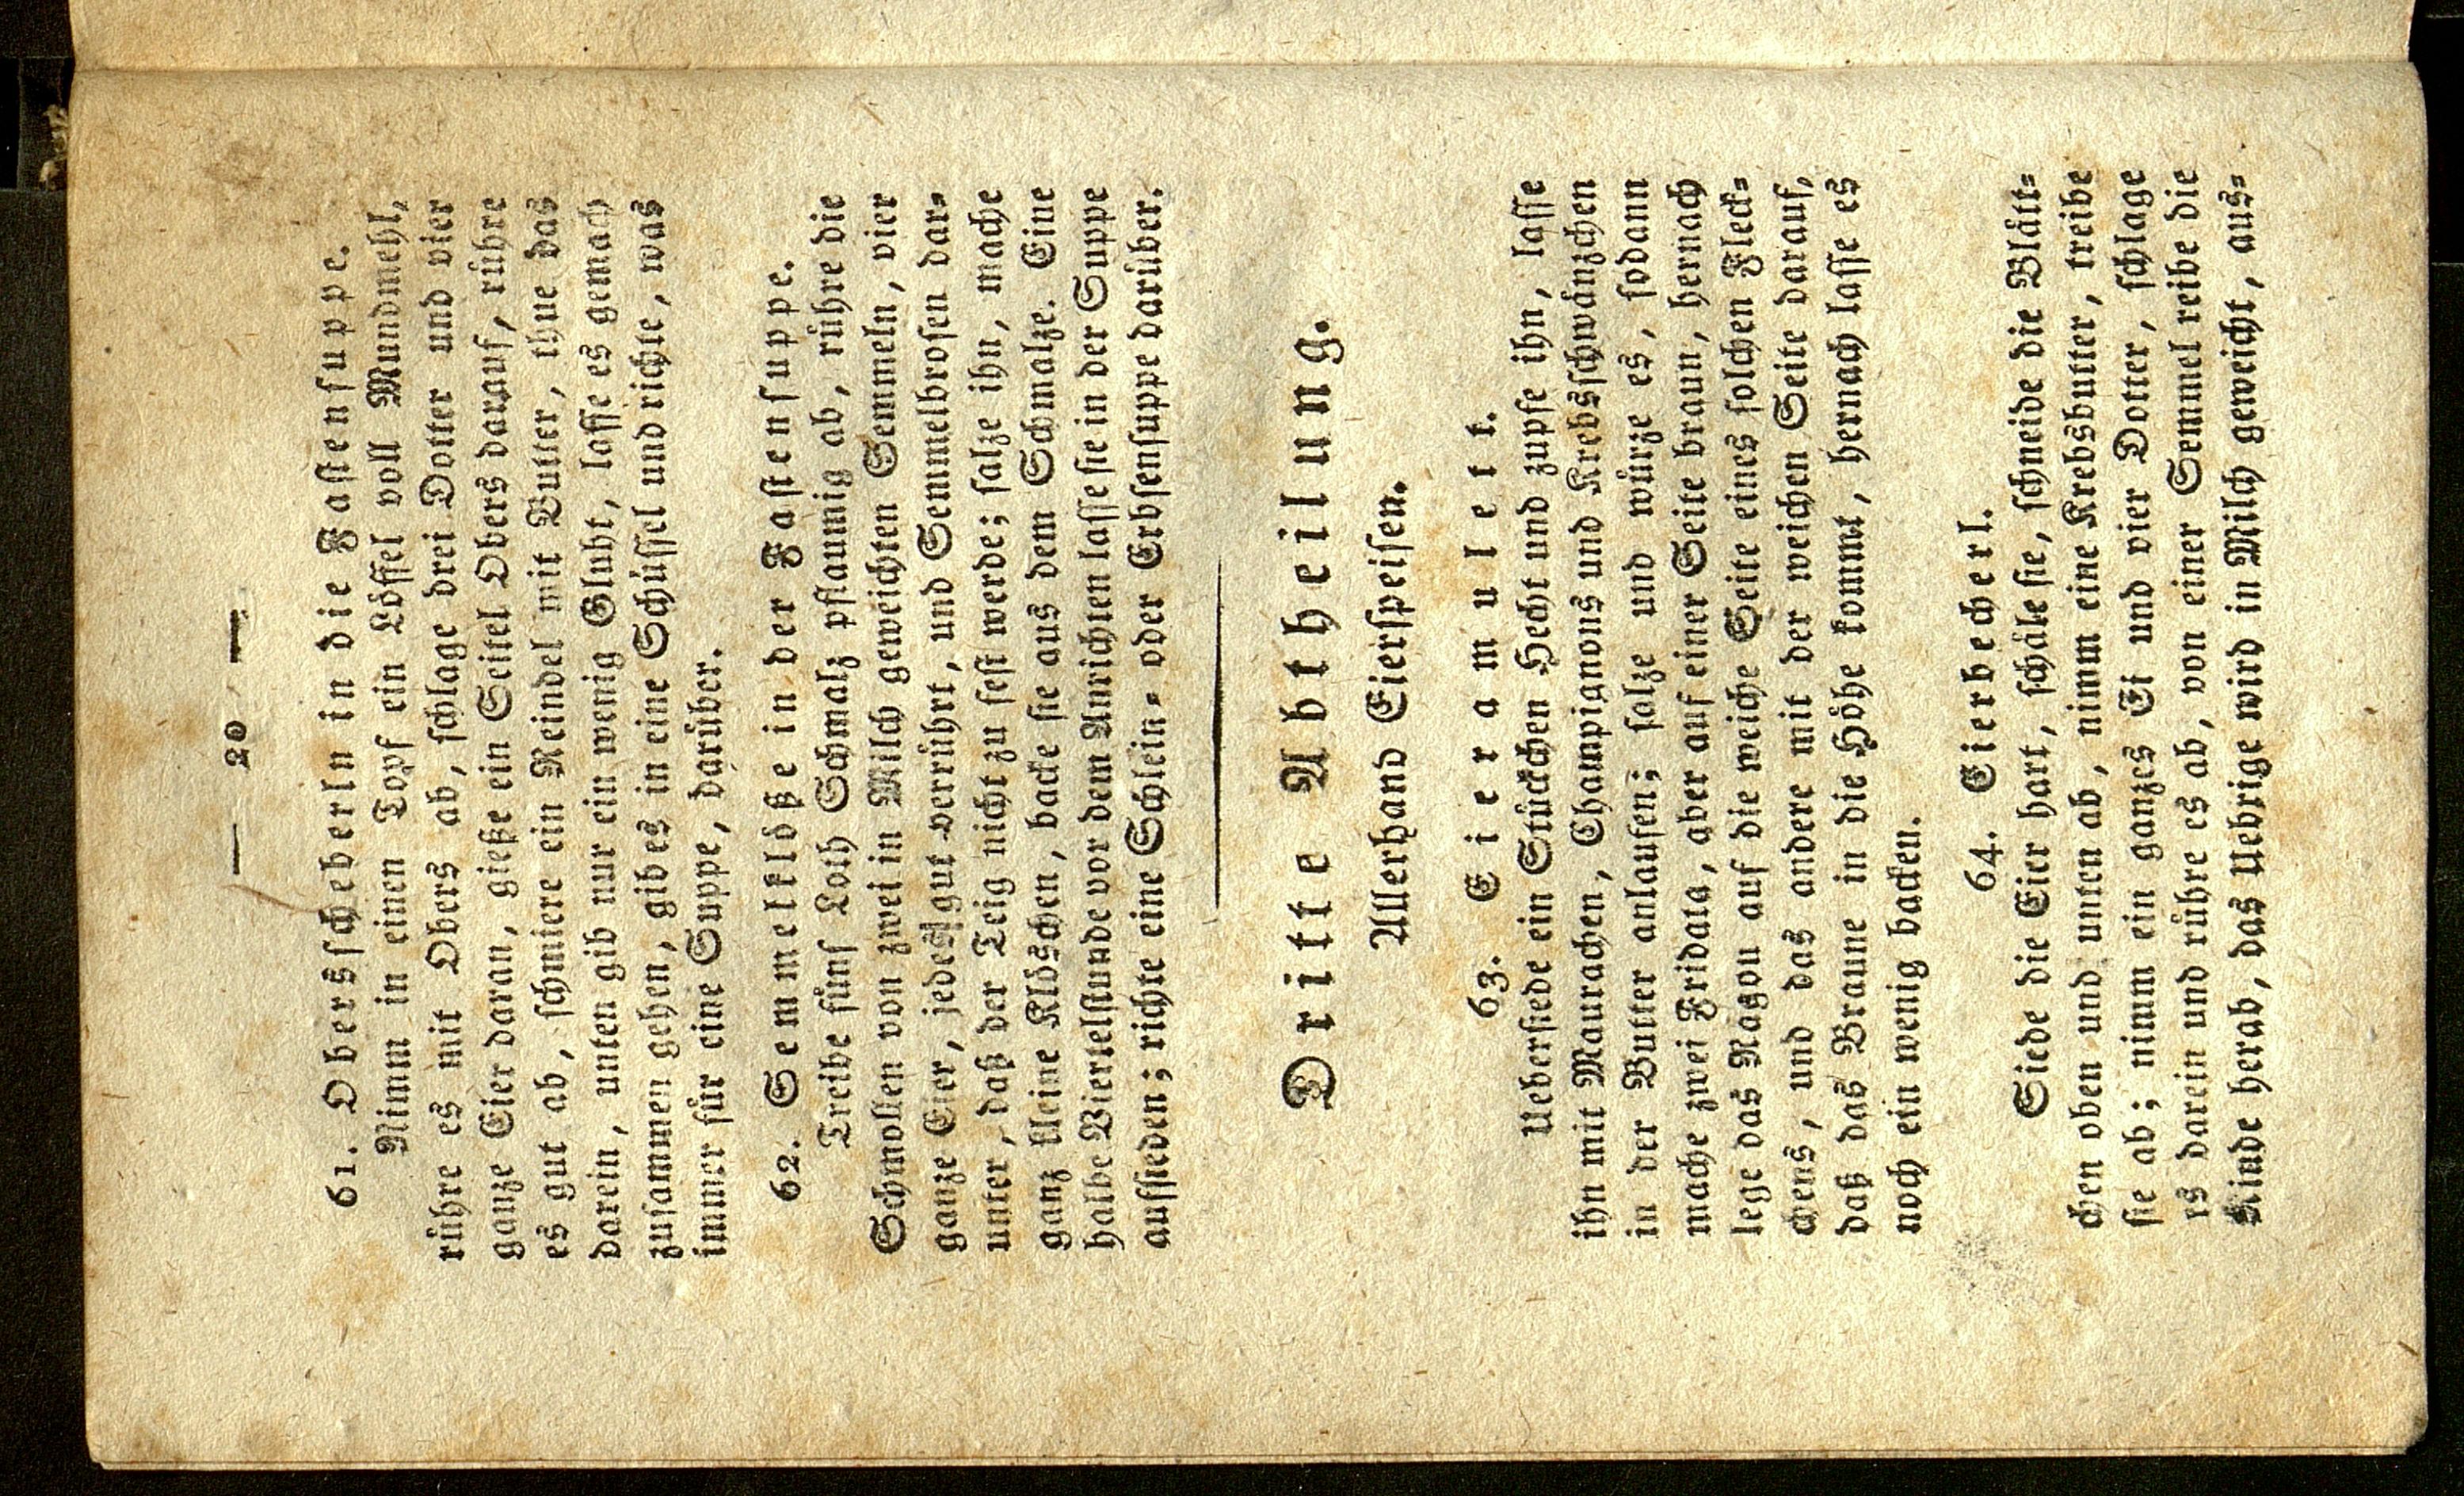 — 20 —
61. Obersscheberln in die Fastensuppe.
Nimm in einen Topf ein Löffel voll Mundmehl,
rühre es mit Obers ab, schlage drei Dotter und vier
ganze Eier daran, gieße ein Seitel Obers darauf, rühre
es gut ab, schmiere ein Reindel mit Butter, thue das
darein, unten gib nur ein wenig Gluht, lasse es gemach
zusammen gehen, gib es in eine Schüssel und richte, was
immer für eine Suppe, darüber.
62. Semmelklöße in der Fastensuppe.
Treibe fünf Loth Schmalz pflaumig ab, rühre die
Schmollen von zwei in Milch geweichten Semmeln, vier
ganze Eier, jedes gut verrührt, und Semmelbrosen dar-
unter, daß der Teig nicht zu fest werde; salze ihn, mache
ganz kleine Klöschen, backe sie aus dem Schmalze. Eine
halbe Viertelstunde vor dem Anrichten lasse sie in der Suppe
aufsieden; richte eine Schlein- oder Erbsensuppe darüber.
Dritte Abtheilung.
Allerhand Eierspeisen.
63. Eieramulett.
Uebersiede ein Stückchen Hecht und zupfe ihn, lasse
ihn mit Maurachen, Champignons und Krebsschwänzchen
in der Butter anlaufen; salze und würze es, sodann
mache zwei Fridata, aber auf einer Seite braun, hernach
lege das Ragou auf die weiche Seite eines solchen Fleck-
chens, und das andere mit der weichen Seite darauf,
daß das Braune in die Höhe kommt, hernach lasse es
noch ein wenig backen.
64. Eierbecherl.
Siede die Eier hart, schäle sie, schneide die Blätt-
chen oben und unten ab, nimm eine Krebsbutter, treibe
sie ab; nimm ein ganzes Ei und vier Dotter, schlage
es darein und rühre es ab, von einer Semmel reibe die
Rinde herab, das Uebrige wird in Milch geweicht, aus-